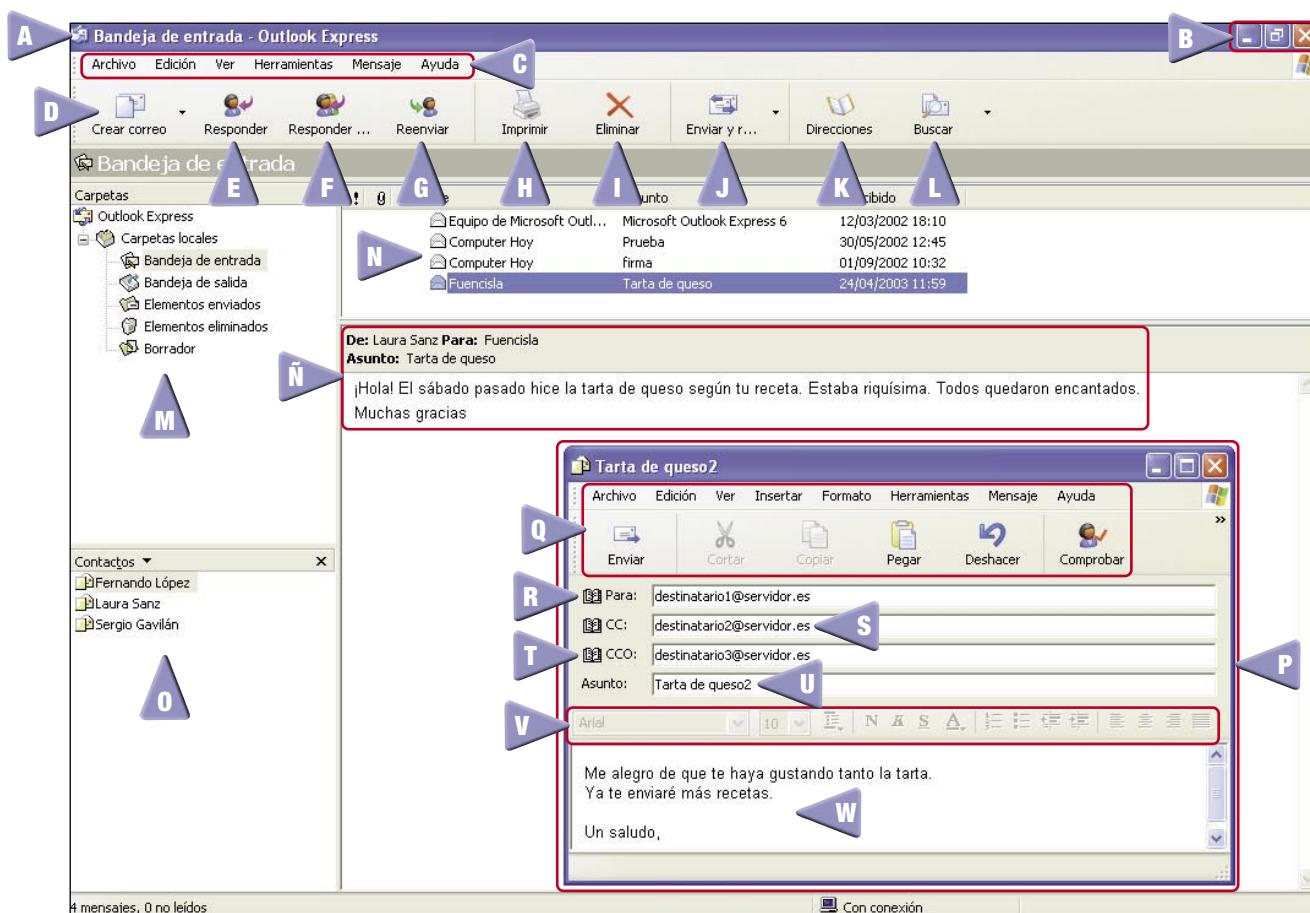 A
Bandeja de entrada - Outlook Express
B
Archivo Edición Ver Herramientas Mensaje Ayuda
C
D
Crear correo Responder Responder ... Reenviar Imprimir Eliminar Enviar y r... Direcciones Buscar
Bandeja de entrada
E F G H I J K L
Carpetas
Outlook Express
Carpetas locales
Bandeja de entrada
Bandeja de salida
Elementos enviados
Elementos eliminados
Borrador
M
N
Equipo de Microsoft Outl... Microsoft Outlook Express 6 12/03/2002 18:10
Computer Hoy Prueba 30/05/2002 12:45
Computer Hoy firma 01/09/2002 10:32
Fuencisla Tarta de queso 24/04/2003 11:59
De: Laura Sanz Para: Fuencisla
Asunto: Tarta de queso
Ñ
¡Hola! El sábado pasado hice la tarta de queso según tu receta. Estaba riquísima. Todos quedaron encantados.
Muchas gracias
Contactos
Fernando López
Laura Sanz
Sergio Gavilán
O
Tarta de queso2
Archivo Edición Ver Insertar Formato Herramientas Mensaje Ayuda
Q
Enviar Cortar Copiar Pegar Deshacer Comprobar
R
Para: destinatario1@servidor.es
CC: destinatario2@servidor.es
S
T
CCO: destinatario3@servidor.es
P
Asunto: Tarta de queso2
U
V
Arial 10 N K S A
Me alegro de que te haya gustando tanto la tarta.
Ya te enviaré más recetas.
W
Un saludo,
4 mensajes, 0 no leídos Con conexión